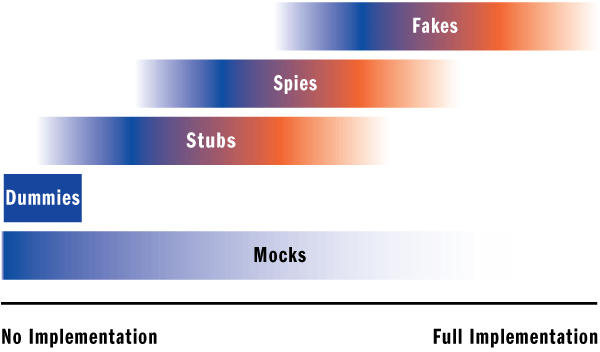 Fakes
Spies
Stubs
Dummies
Mocks
No Implementation
Full Implementation